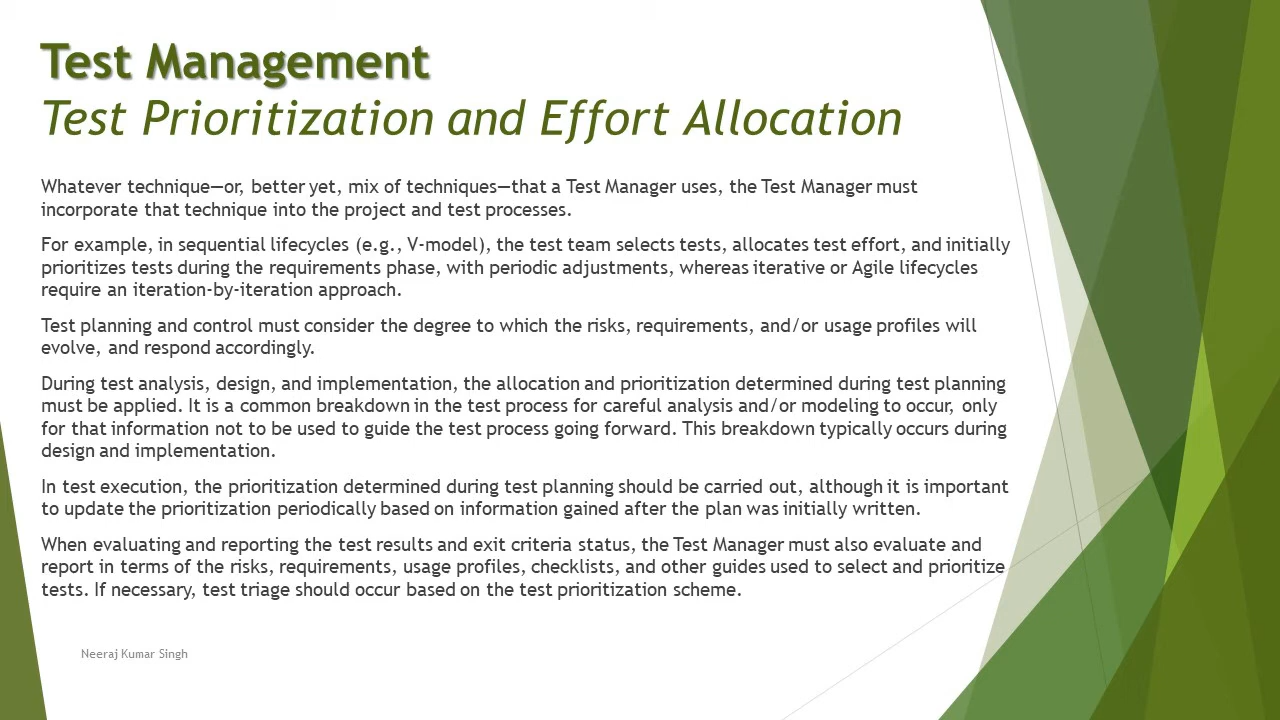 Test Management
Test Prioritization and Effort Allocation
Whatever technique—or, better yet, mix of techniques—that a Test Manager uses, the Test Manager must
incorporate that technique into the project and test processes.
For example, in sequential lifecycles (e.g., V-model), the test team selects tests, allocates test effort, and initially
prioritizes tests during the requirements phase, with periodic adjustments, whereas iterative or Agile lifecycles
require an iteration-by-iteration approach.
Test planning and control must consider the degree to which the risks, requirements, and/or usage profiles will
evolve, and respond accordingly.
During test analysis, design, and implementation, the allocation and prioritization determined during test planning
must be applied. It is a common breakdown in the test process for careful analysis and/or modeling to occur, only
for that information not to be used to guide the test process going forward. This breakdown typically occurs during
design and implementation.
In test execution, the prioritization determined during test planning should be carried out, although it is important
to update the prioritization periodically based on information gained after the plan was initially written.
When evaluating and reporting the test results and exit criteria status, the Test Manager must also evaluate and
report in terms of the risks, requirements, usage profiles, checklists, and other guides used to select and prioritize
tests. If necessary, test triage should occur based on the test prioritization scheme.
Neeraj Kumar Singh